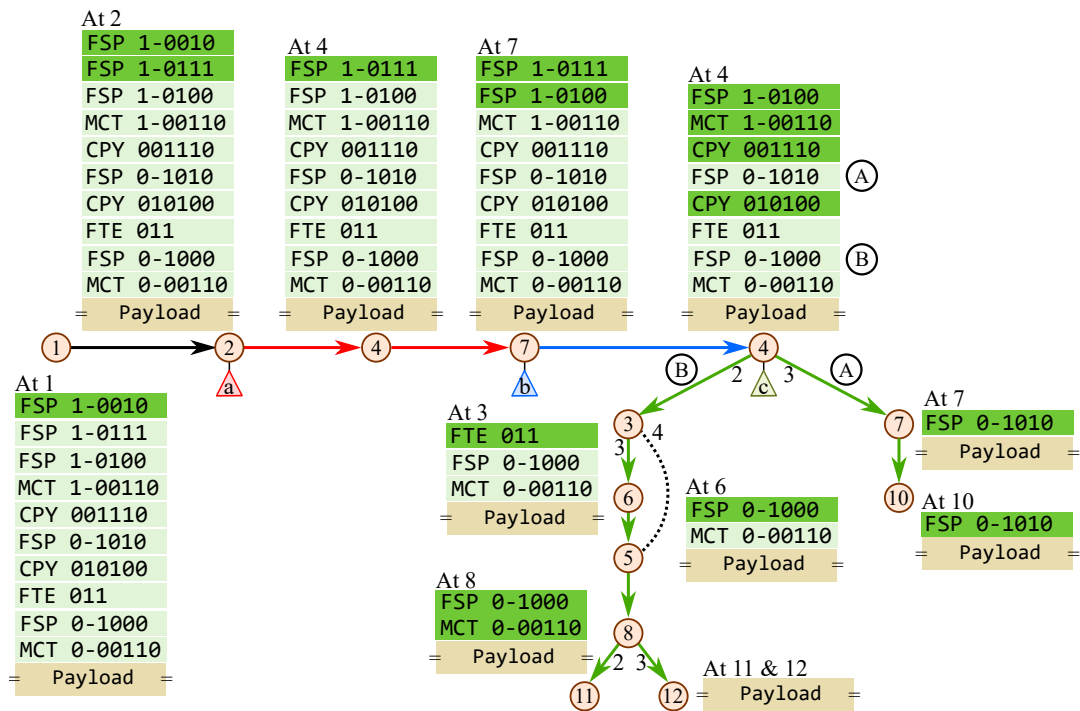 At 2
FSP 1-0010
FSP 1-0111
FSP 1-0100
MCT 1-00110
CPY 001110
FSP 0-1010
CPY 010100
FTE 011
FSP 0-1000
MCT 0-00110
= Payload =
At 4
FSP 1-0111
FSP 1-0100
MCT 1-00110
CPY 001110
FSP 0-1010
CPY 010100
FTE 011
FSP 0-1000
MCT 0-00110
= Payload =
At 7
FSP 1-0111
FSP 1-0100
MCT 1-00110
CPY 001110
FSP 0-1010
CPY 010100
FTE 011
FSP 0-1000
MCT 0-00110
= Payload =
At 4
FSP 1-0100
MCT 1-00110
CPY 001110
FSP 0-1010 A
CPY 010100
FTE 011
FSP 0-1000 B
MCT 0-00110
= Payload =
1 2 4 7 4
a b c
B 2 3 A
At 1
FSP 1-0010
FSP 1-0111
FSP 1-0100
MCT 1-00110
CPY 001110
FSP 0-1010
CPY 010100
FTE 011
FSP 0-1000
MCT 0-00110
= Payload =
At 3
FTE 011
FSP 0-1000
MCT 0-00110
= Payload =
3
3 4
6
5
8
2 3
11 12
At 6
FSP 0-1000
MCT 0-00110
= Payload =
At 8
FSP 0-1000
MCT 0-00110
= Payload =
At 11 & 12
= Payload =
7
10
At 7
FSP 0-1010
= Payload =
At 10
FSP 0-1010
= Payload =